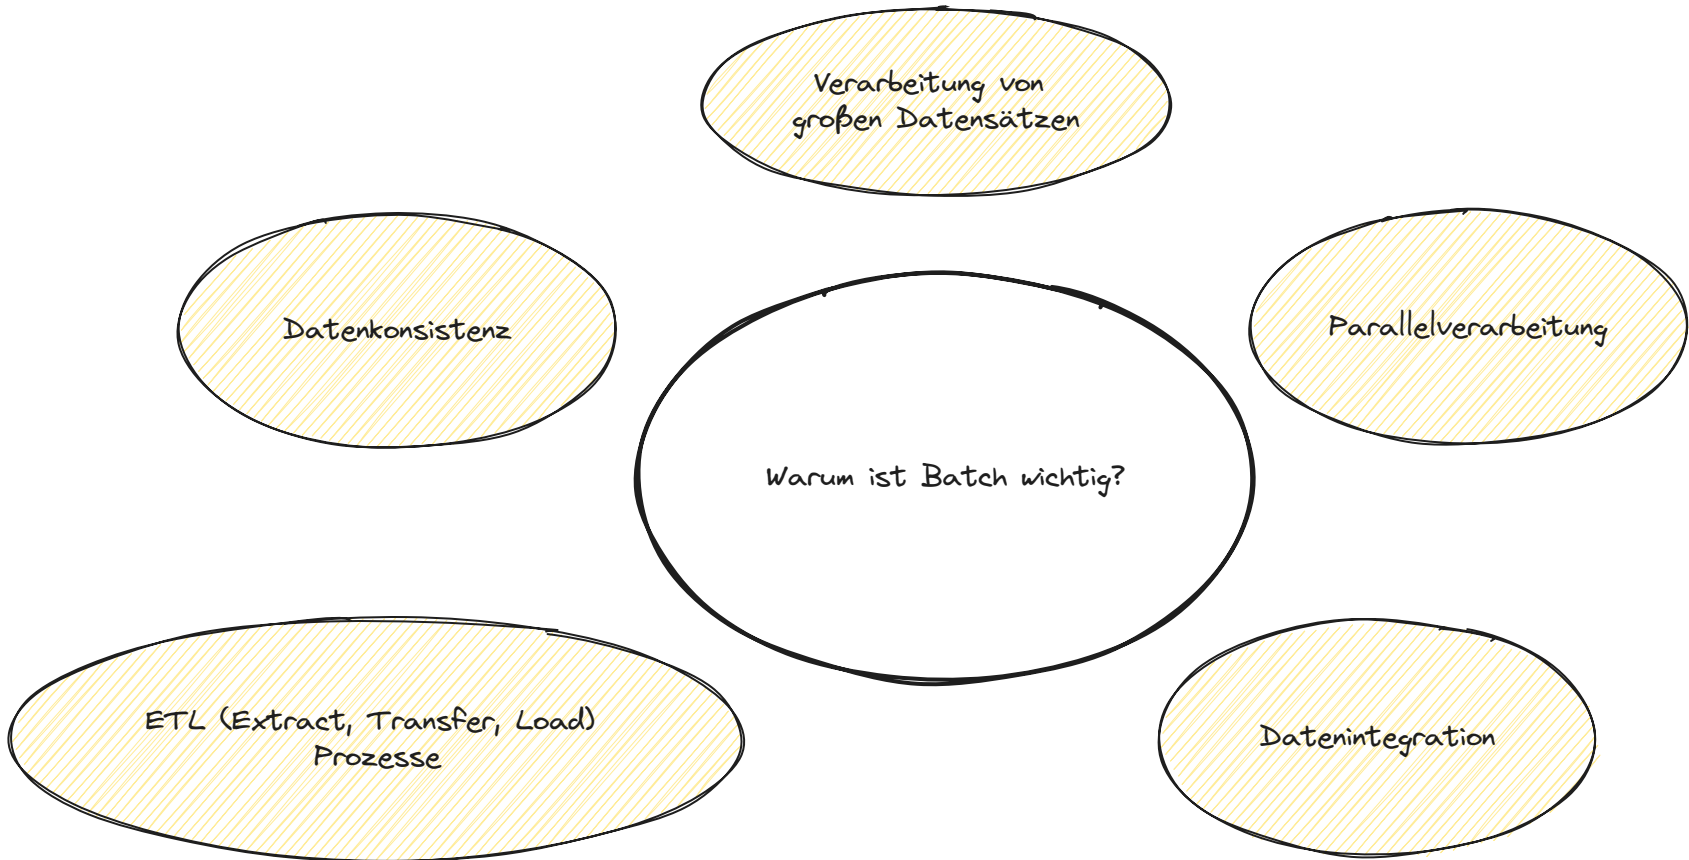 Verarbeitung von
großen Datensätzen
Datenkonsistenz
Parallelverarbeitung
Warum ist Batch wichtig?
ETL (Extract, Transfer, Load)
Prozesse
Datenintegration